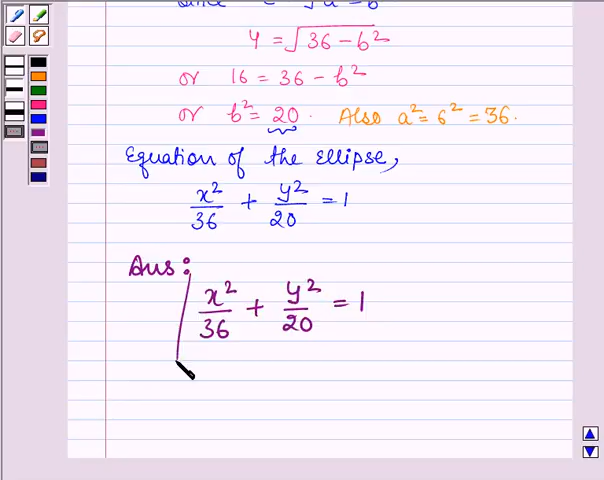 4 = √36 − b²
or 16 = 36 − b²
or b² = 20. Also a² = 6² = 36.
Equation of the ellipse,
x²/36 + y²/20 = 1
Ans:
x²/36 + y²/20 = 1